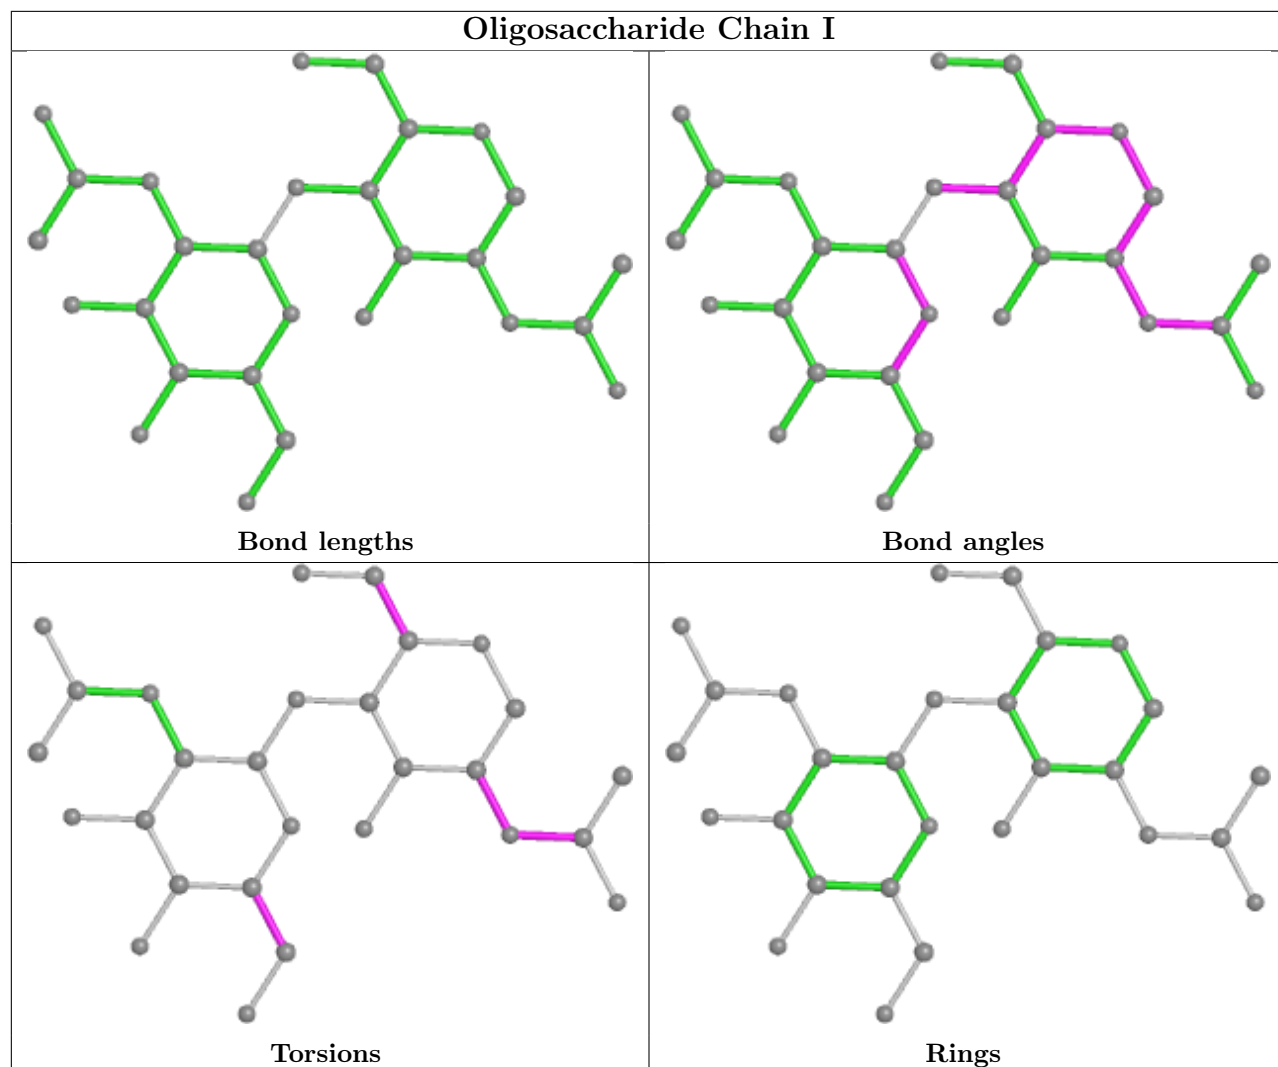 Oligosaccharide Chain I
Bond lengths
Bond angles
Torsions
Rings